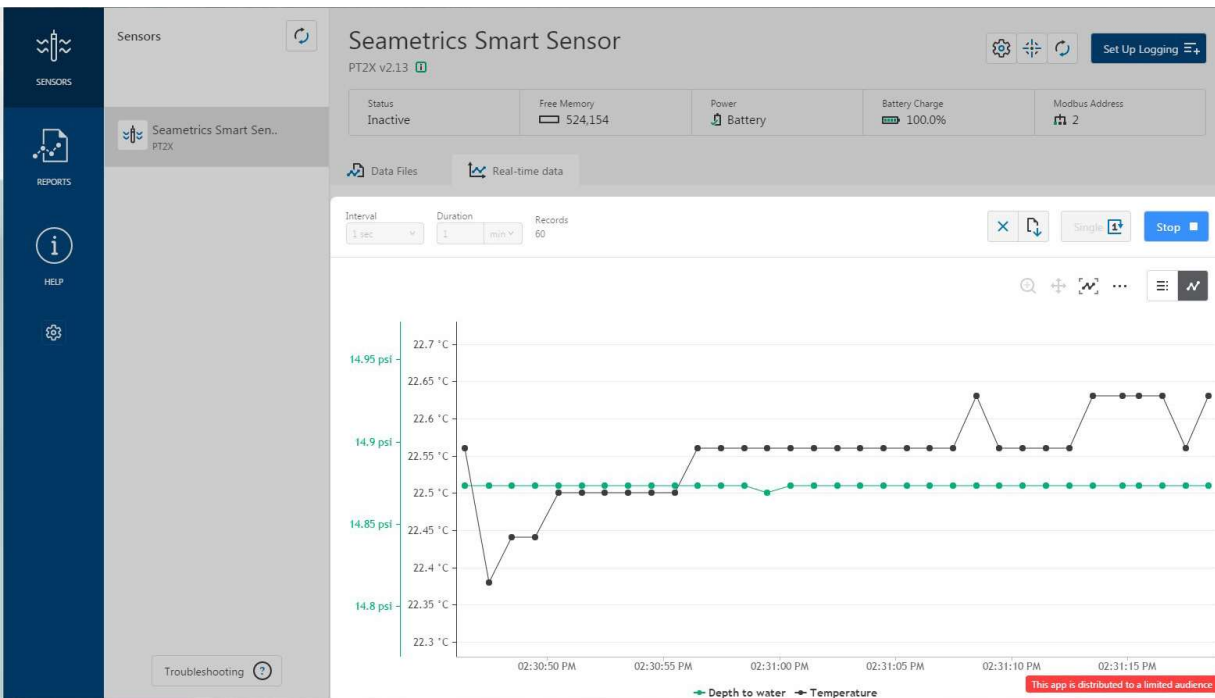 SENSORS
REPORTS
HELP
Sensors
Seametrics Smart Sen..
PT2X
Troubleshooting ?
Seametrics Smart Sensor
PT2X v2.13
Set Up Logging
Status
Inactive
Free Memory
524,154
Power
Battery
Battery Charge
100.0%
Modbus Address
2
Data Files
Real-time data
Interval
1 sec
Duration
1 min
Records
60
Single 1
Stop
14.95 psi
14.9 psi
14.85 psi
14.8 psi
22.7 °C
22.65 °C
22.6 °C
22.55 °C
22.5 °C
22.45 °C
22.4 °C
22.35 °C
22.3 °C
02:30:50 PM 02:30:55 PM 02:31:00 PM 02:31:05 PM 02:31:10 PM 02:31:15 PM
Depth to water Temperature
This app is distributed to a limited audience